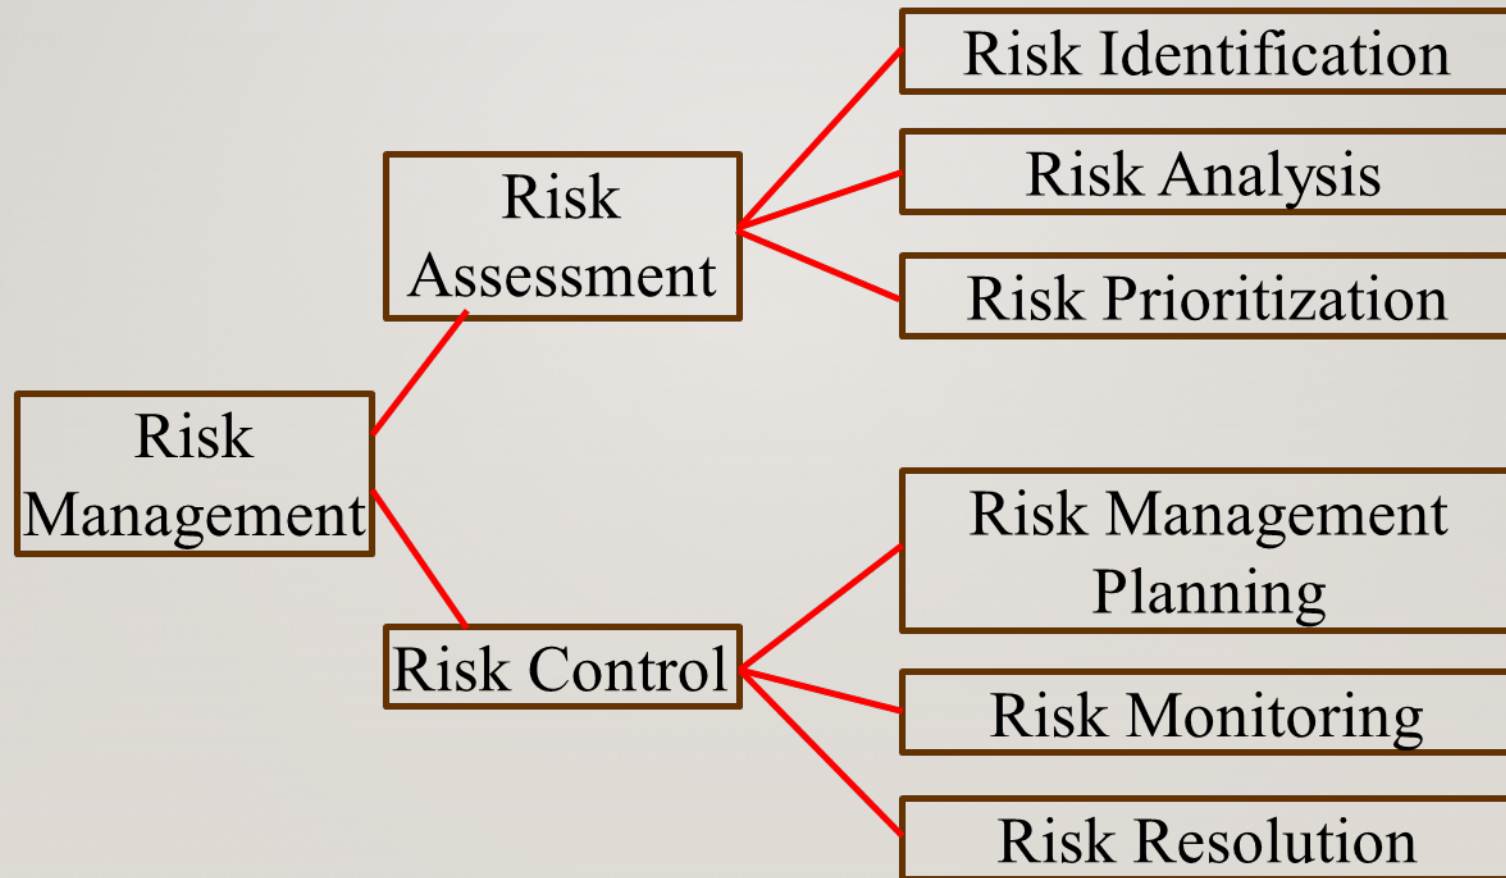 Risk
Management
Risk
Assessment
Risk Identification
Risk Analysis
Risk Prioritization
Risk Control
Risk Management
Planning
Risk Monitoring
Risk Resolution